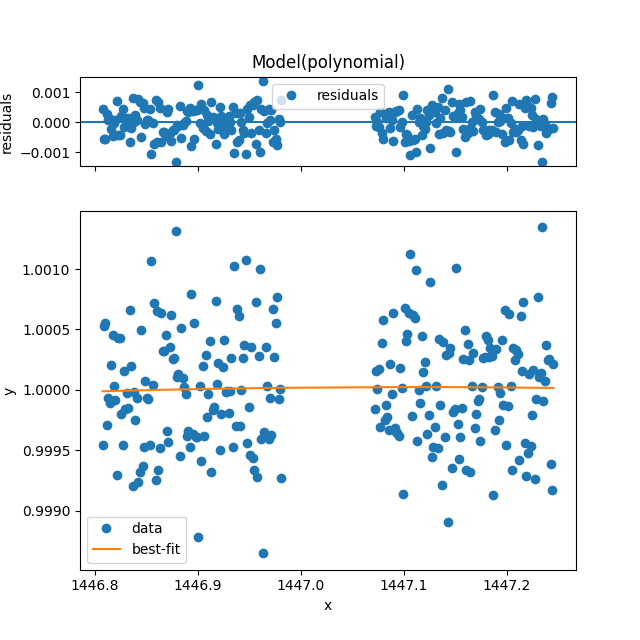 Model(polynomial)
residuals
0.001
0.000
−0.001
residuals
y
1.0010
1.0005
1.0000
0.9995
0.9990
data
best-fit
1446.8 1446.9 1447.0 1447.1 1447.2
x